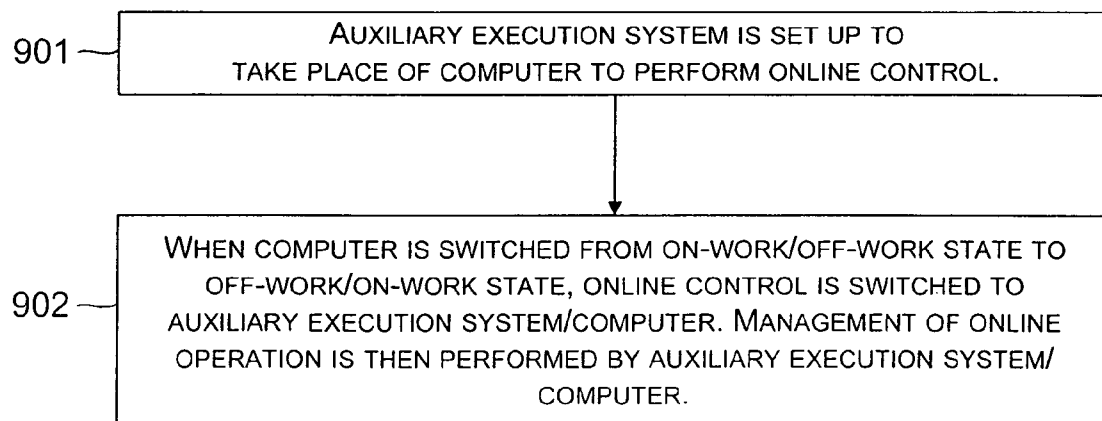 901
AUXILIARY EXECUTION SYSTEM IS SET UP TO
TAKE PLACE OF COMPUTER TO PERFORM ONLINE CONTROL.
902
WHEN COMPUTER IS SWITCHED FROM ON-WORK/OFF-WORK STATE TO
OFF-WORK/ON-WORK STATE, ONLINE CONTROL IS SWITCHED TO
AUXILIARY EXECUTION SYSTEM/COMPUTER. MANAGEMENT OF ONLINE
OPERATION IS THEN PERFORMED BY AUXILIARY EXECUTION SYSTEM/
COMPUTER.